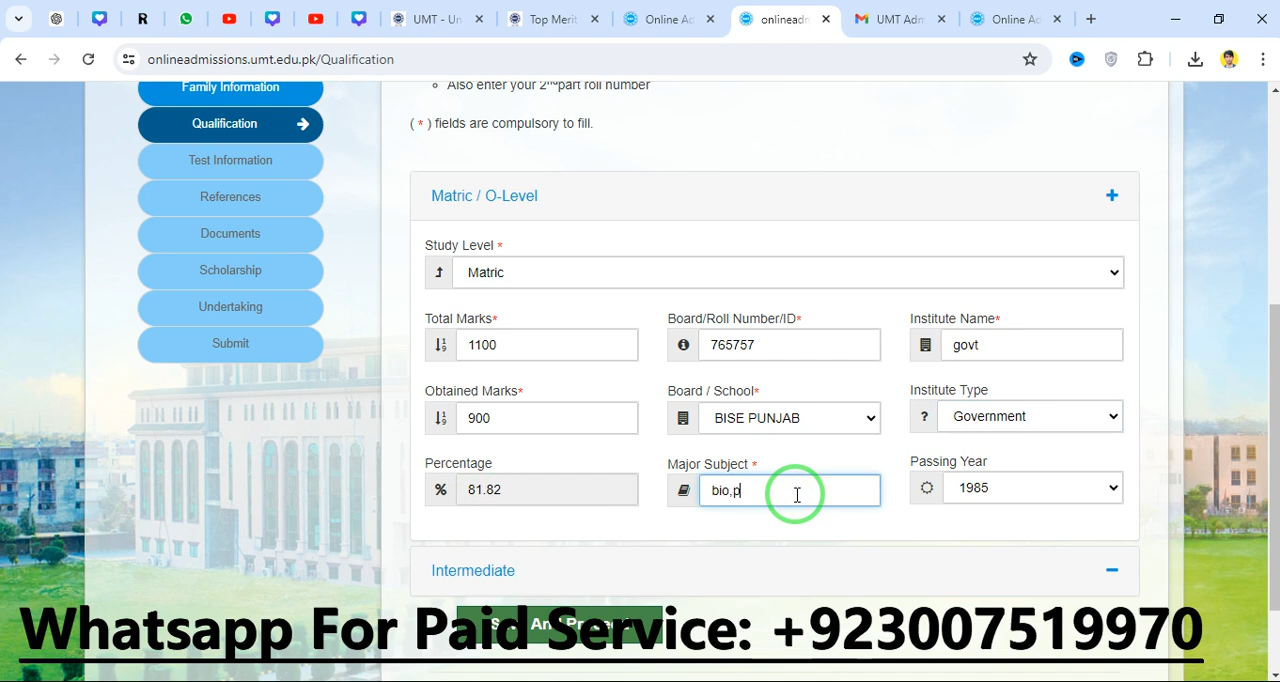 UMT - Un
Top Merit
Online Ac
onlineadn
UMT Adm
Online Ac
onlineadmissions.umt.edu.pk/Qualification
Family Information
Qualification
Test Information
References
Documents
Scholarship
Undertaking
Submit
Also enter your 2ndpart roll number
( * ) fields are compulsory to fill.
Matric / O-Level
Study Level *
Matric
Total Marks*
Board/Roll Number/ID*
Institute Name*
1100
765757
govt
Obtained Marks*
Board / School*
Institute Type
900
BISE PUNJAB
Government
Percentage
Major Subject *
Passing Year
81.82
bio,p
1985
Intermediate
Whatsapp For Paid Service: +923007519970